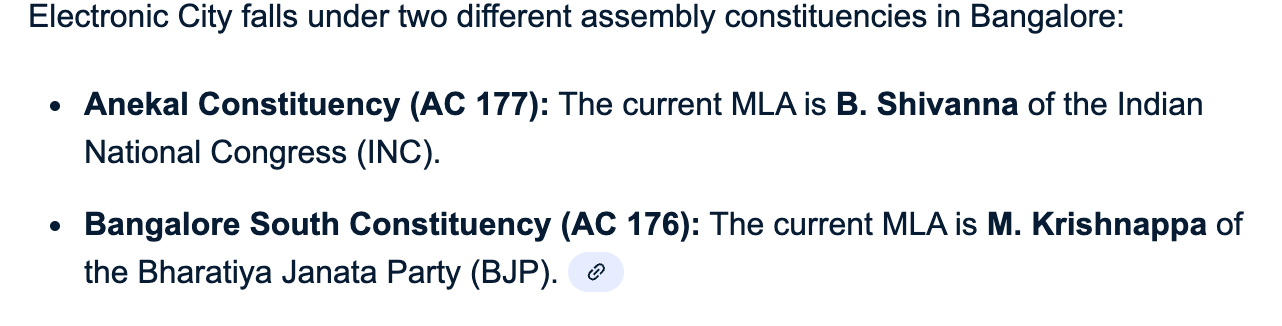 Electronic City falls under two different assembly constituencies in Bangalore:
• Anekal Constituency (AC 177): The current MLA is B. Shivanna of the Indian
National Congress (INC).
• Bangalore South Constituency (AC 176): The current MLA is M. Krishnappa of
the Bharatiya Janata Party (BJP).